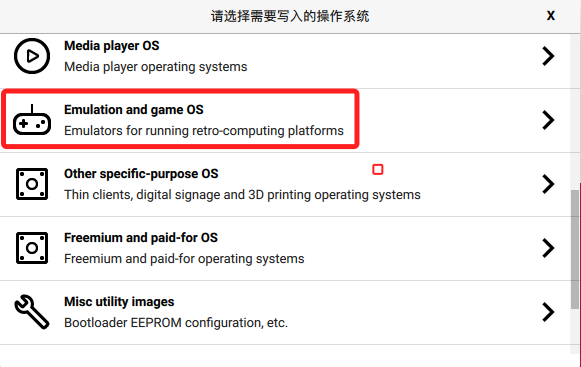 请选择需要写入的操作系统
X
Media player OS
Media player operating systems
Emulation and game OS
Emulators for running retro-computing platforms
Other specific-purpose OS
Thin clients, digital signage and 3D printing operating systems
Freemium and paid-for OS
Freemium and paid-for operating systems
Misc utility images
Bootloader EEPROM configuration, etc.